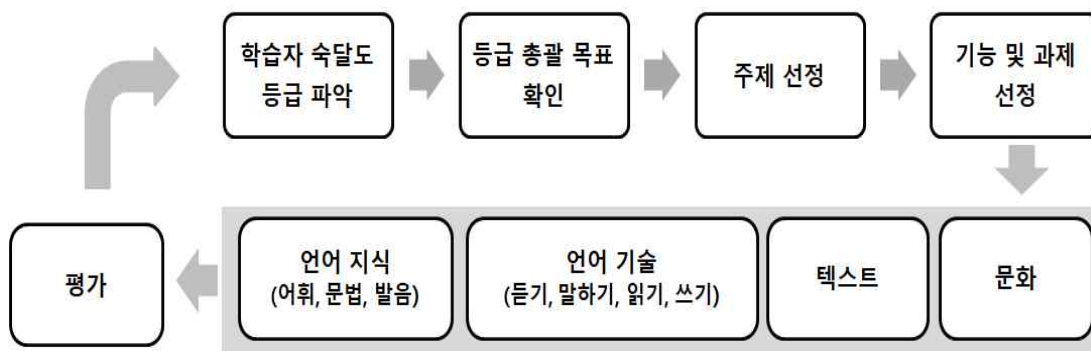 학습자 숙달도
등급 파악
등급 총괄 목표
확인
주제 선정
기능 및 과제
선정
평가
언어 지식
(어휘, 문법, 발음)
언어 기술
(듣기, 말하기, 읽기, 쓰기)
텍스트
문화